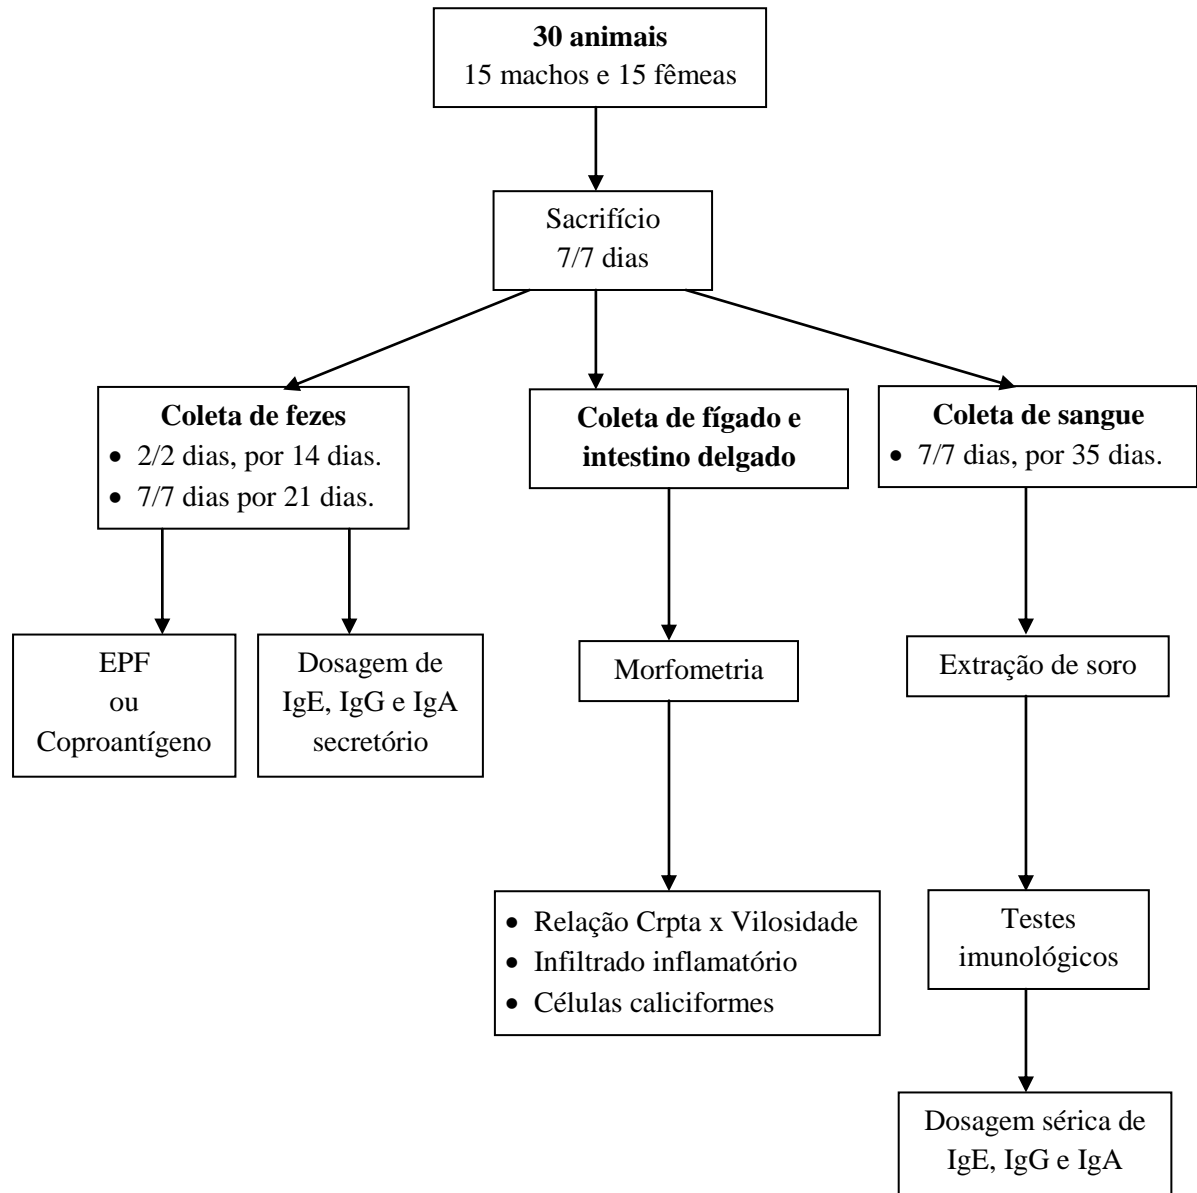 30 animais
15 machos e 15 fêmeas
Sacrifício
7/7 dias
Coleta de fezes
• 2/2 dias, por 14 dias.
• 7/7 dias por 21 dias.
Coleta de fígado e
intestino delgado
Coleta de sangue
• 7/7 dias, por 35 dias.
EPF
ou
Coproantígeno
Dosagem de
IgE, IgG e IgA
secretório
Morfometria
Extração de soro
• Relação Crpta x Vilosidade
• Infiltrado inflamatório
• Células caliciformes
Testes
imunológicos
Dosagem sérica de
IgE, IgG e IgA